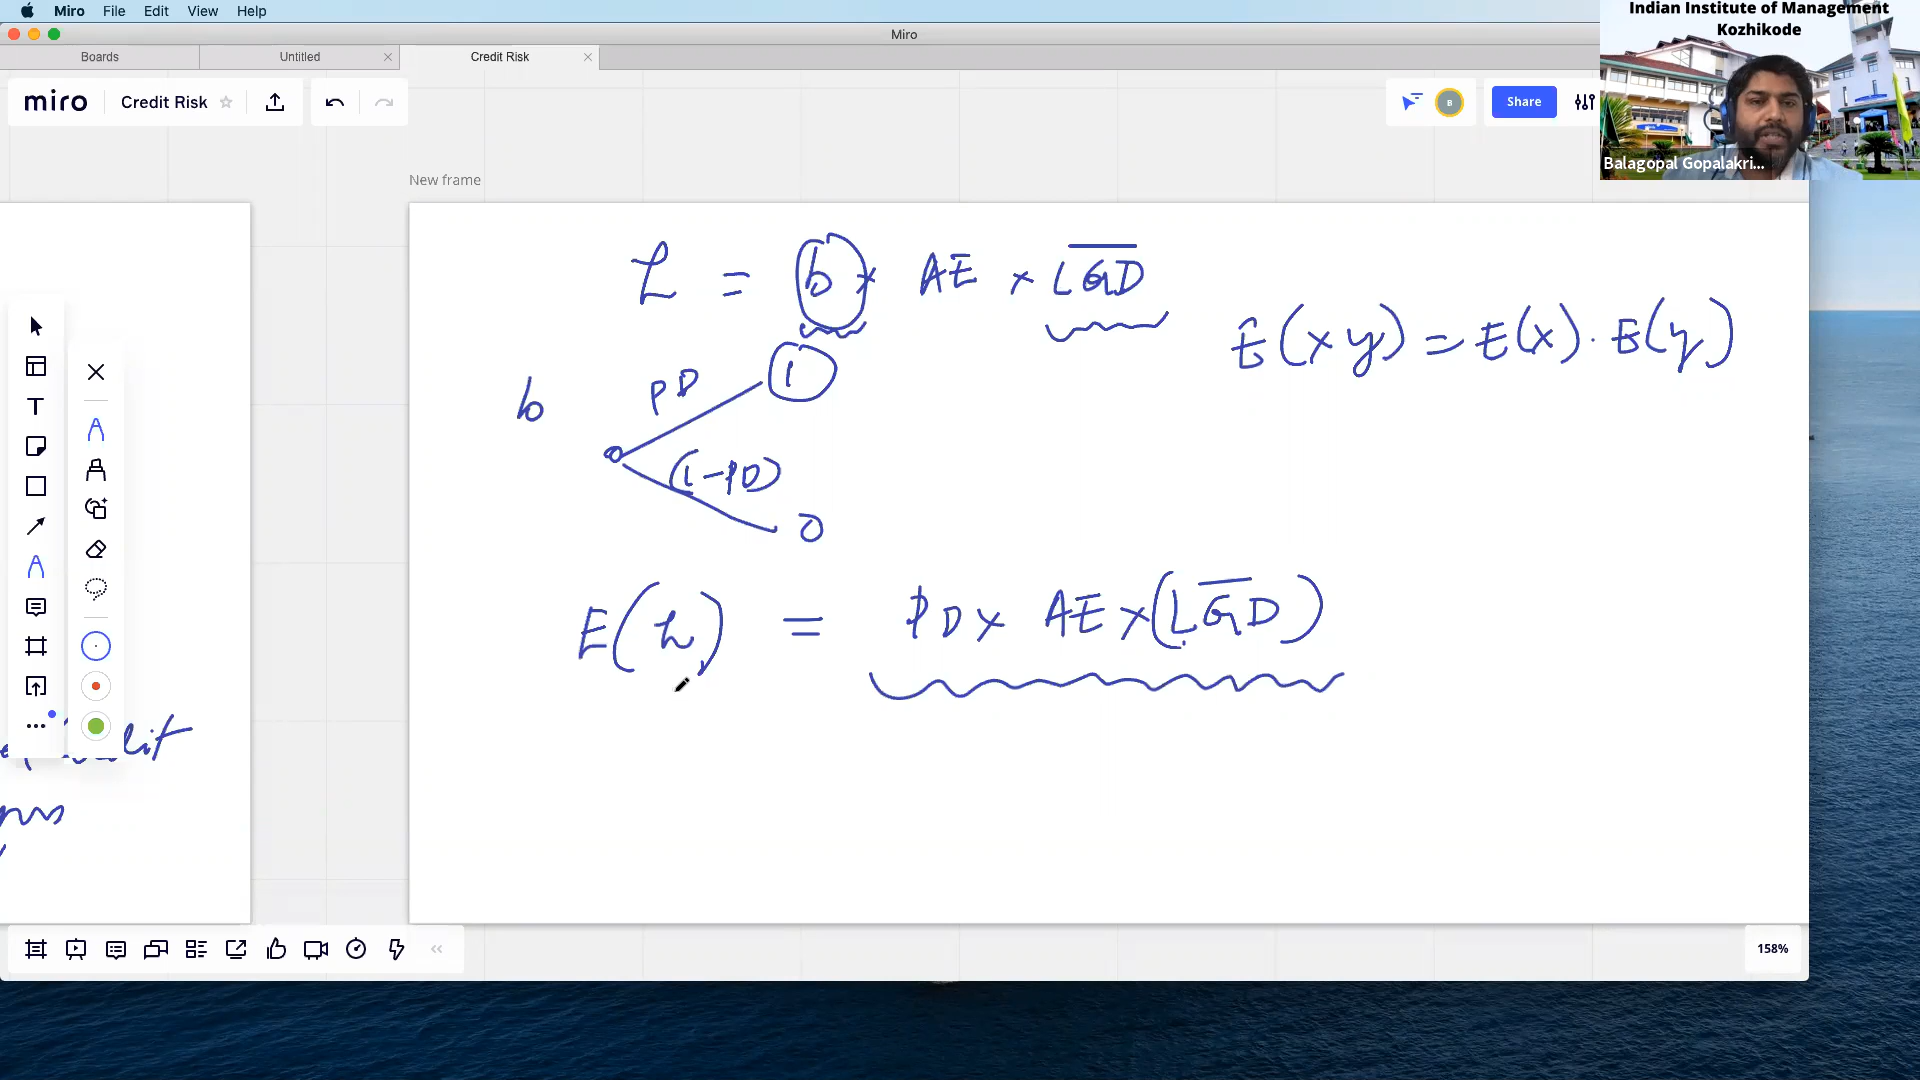 Miro File Edit View Help
Miro
Boards Untitled Credit Risk
miro Credit Risk
B Share
Indian Institute of Management
Kozhikode
Balagopal Gopalakri...
New frame
L = b × AE × LGD
E(xy) = E(x) . E(y)
b
PD 1
(1-PD)
0
E(L) = PD × AE × (LGD)
T
158%